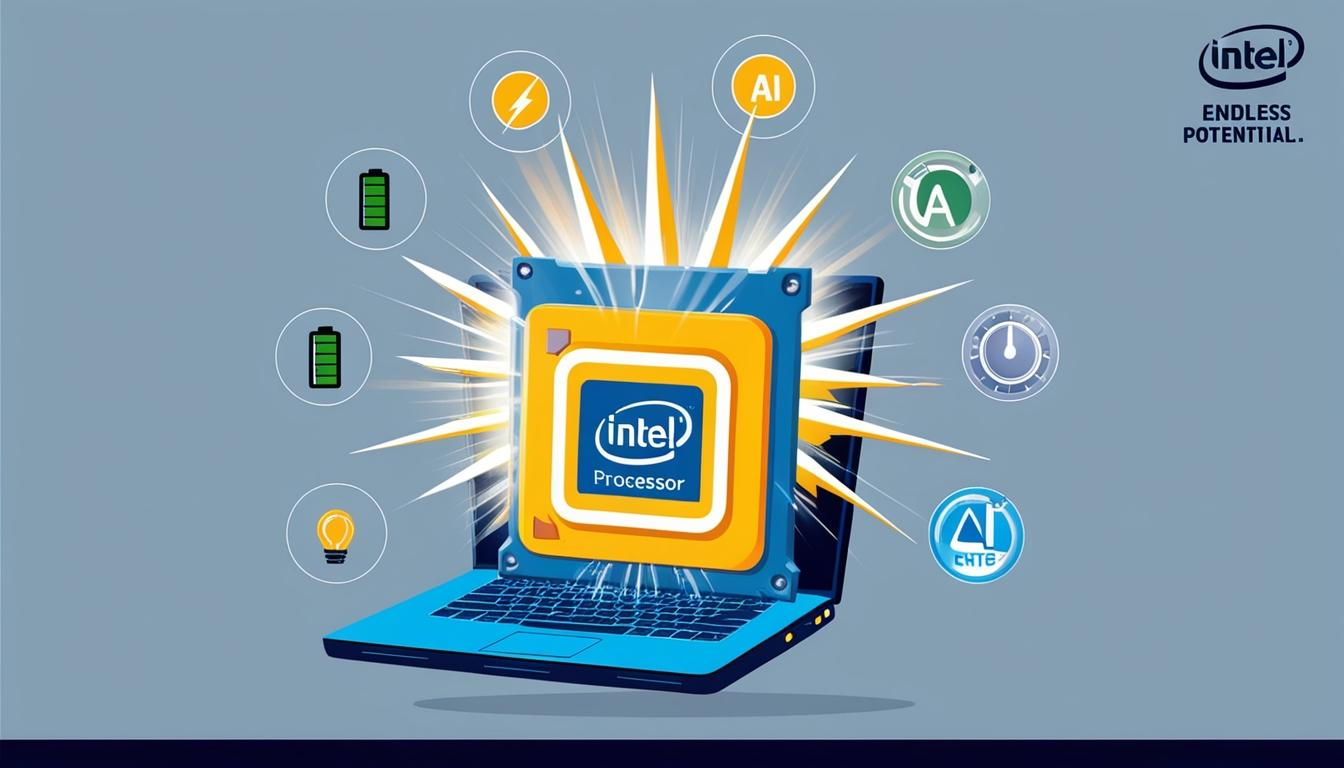 AI
intel
ENDLESS
POTENTIIAL.
A
intel
Processor
AI